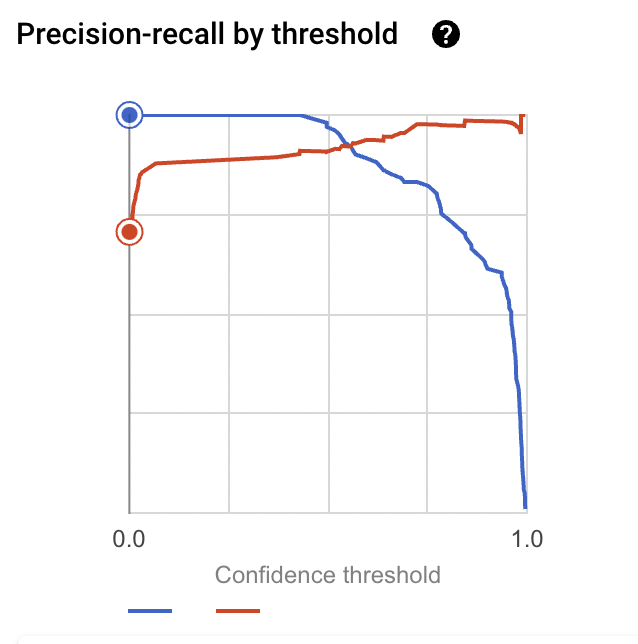 Precision-recall by threshold ?
0.0 1.0
Confidence threshold